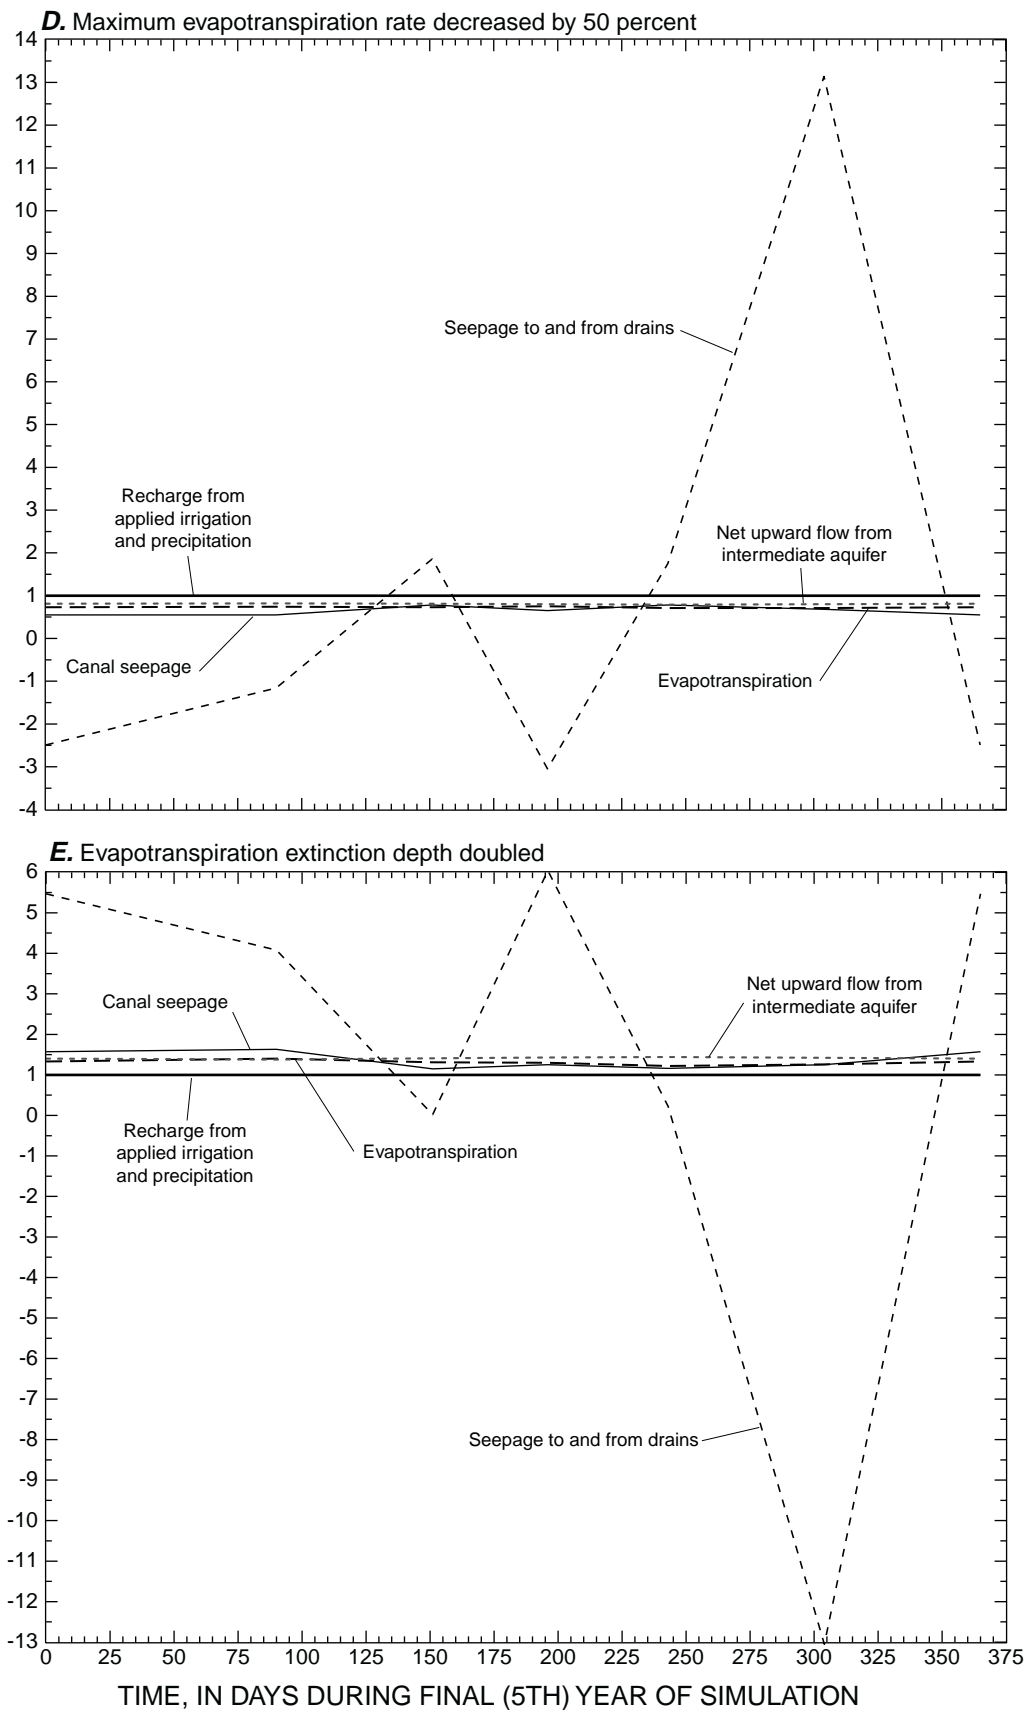 D. Maximum evapotranspiration rate decreased by 50 percent
14
13
12
11
10
9
8
7
6
5
4
3
2
1
0
-1
-2
-3
-4
Seepage to and from drains
Recharge from
applied irrigation
and precipitation
Net upward flow from
intermediate aquifer
Canal seepage
Evapotranspiration
E. Evapotranspiration extinction depth doubled
6
5
4
3
2
1
0
-1
-2
-3
-4
-5
-6
-7
-8
-9
-10
-11
-12
-13
Canal seepage
Net upward flow from
intermediate aquifer
Recharge from
applied irrigation
and precipitation
Evapotranspiration
Seepage to and from drains
0 25 50 75 100 125 150 175 200 225 250 275 300 325 350 375
TIME, IN DAYS DURING FINAL (5TH) YEAR OF SIMULATION